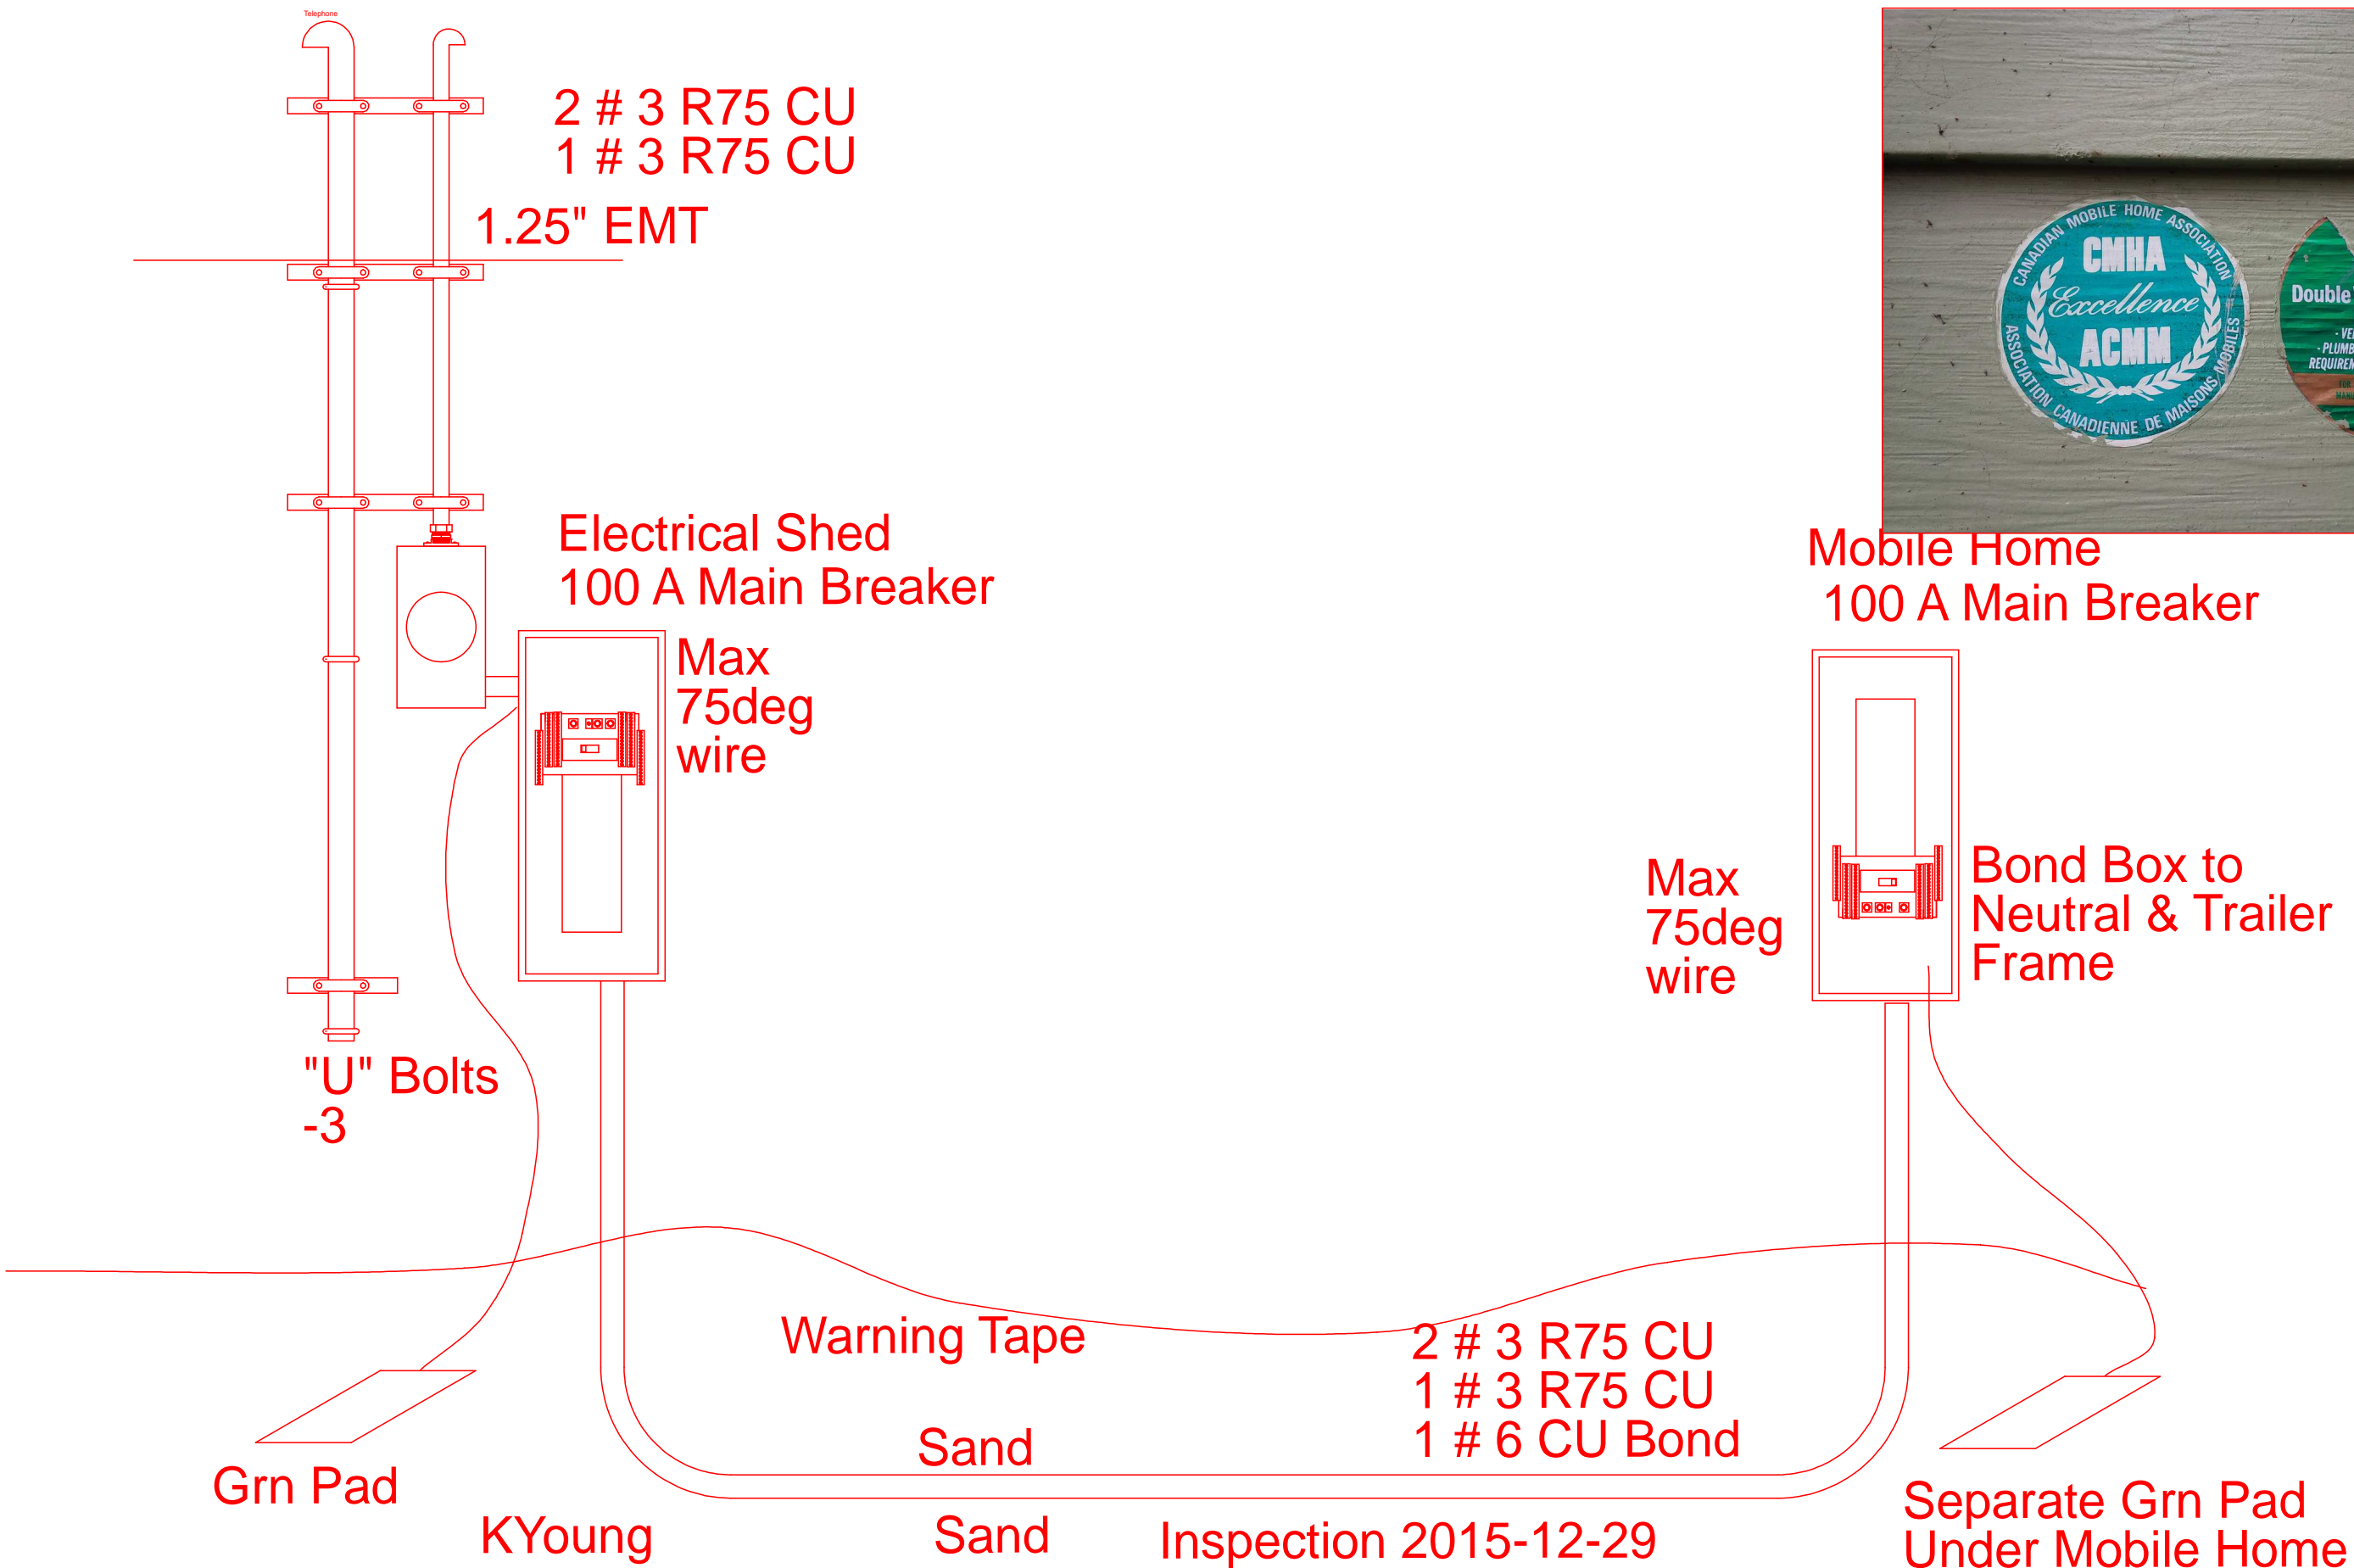 Telephone
2 # 3 R75 CU
1 # 3 R75 CU
1.25" EMT
CANADIAN MOBILE HOME ASSOCIATION
CMHA
Excellence
ACMM
ASSOCIATION CANADIENNE DE MAISONS MOBILES
Double
- PLUMB
Electrical Shed
100 A Main Breaker
Max
75deg
wire
Mobile Home
100 A Main Breaker
Max
75deg
wire
Bond Box to
Neutral & Trailer
Frame
"U" Bolts
-3
Warning Tape
2 # 3 R75 CU
1 # 3 R75 CU
1 # 6 CU Bond
Sand
Grn Pad
KYoung
Sand
Inspection 2015-12-29
Separate Grn Pad
Under Mobile Home